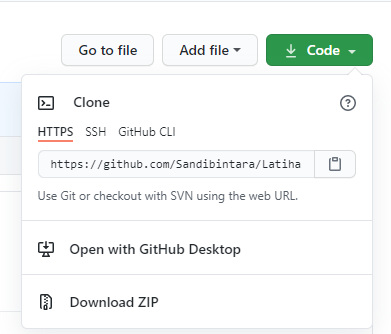 Go to file Add file Code
Clone
HTTPS SSH GitHub CLI
https://github.com/Sandibintara/Latiha
Use Git or checkout with SVN using the web URL.
Open with GitHub Desktop
Download ZIP